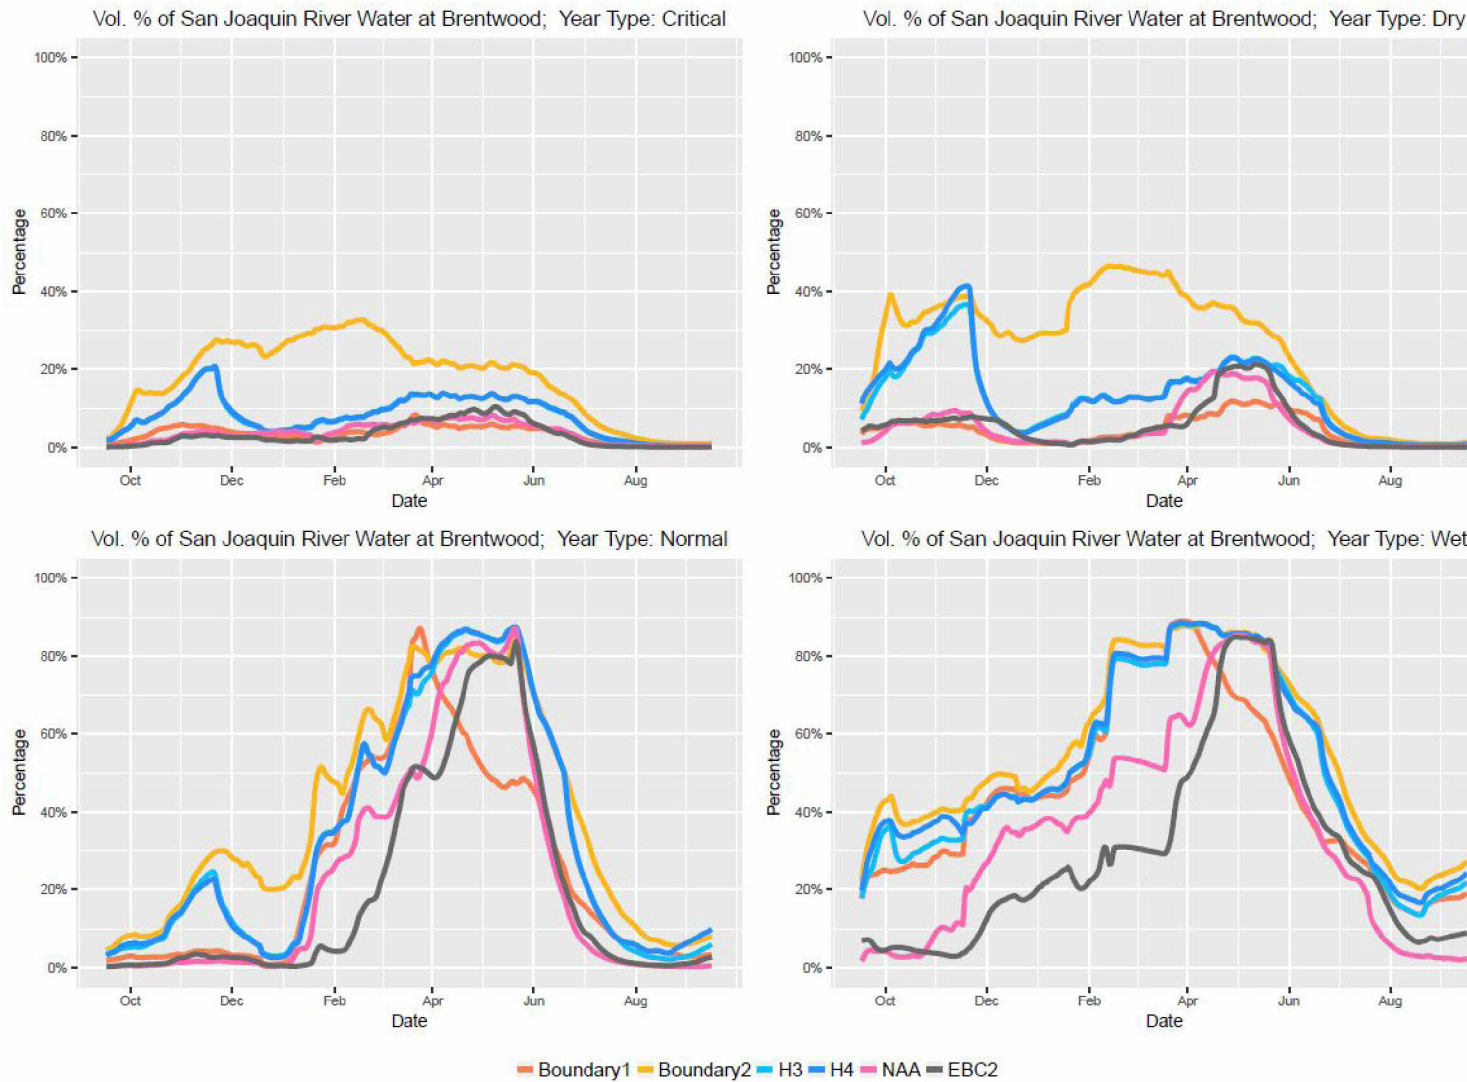 Vol. % of San Joaquin River Water at Brentwood; Year Type: Critical
100%
80%
60%
40%
20%
0%
Percentage
Oct Dec Feb Apr Jun Aug
Date
Vol. % of San Joaquin River Water at Brentwood; Year Type: Dry
100%
80%
60%
40%
20%
0%
Percentage
Oct Dec Feb Apr Jun Aug
Date
Vol. % of San Joaquin River Water at Brentwood; Year Type: Normal
100%
80%
60%
40%
20%
0%
Percentage
Oct Dec Feb Apr Jun Aug
Date
Vol. % of San Joaquin River Water at Brentwood; Year Type: Wet
100%
80%
60%
40%
20%
0%
Percentage
Oct Dec Feb Apr Jun Aug
Date
Boundary1 Boundary2 H3 H4 NAA EBC2